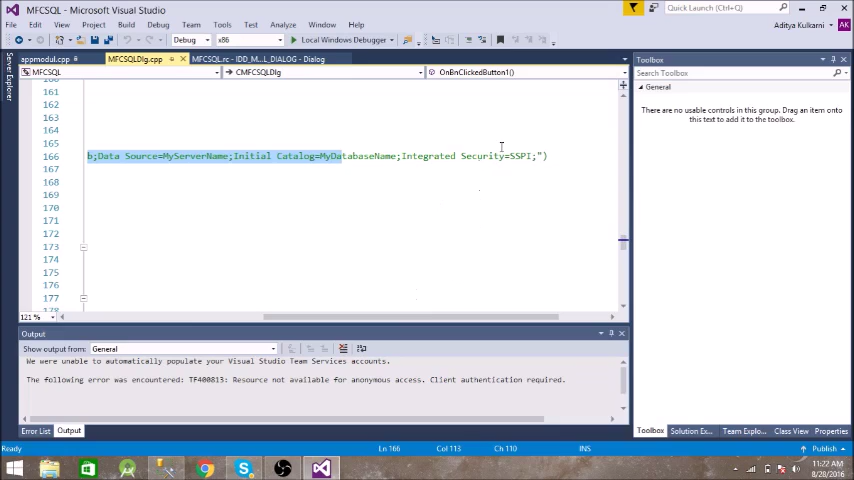 MFCSQL - Microsoft Visual Studio
Quick Launch (Ctrl+Q)
File Edit View Project Build Debug Team Tools Test Analyze Window Help
Aditya Kulkarni
AK
Debug x86 Local Windows Debugger
appmodul.cpp MFCSQLDlg.cpp MFCSQL.rc - IDD_M...L_DIALOG - Dialog
Toolbox
MFCSQL CMFCSQLDlg OnBnClickedButton1()
Search Toolbox
General
There are no usable controls in this group. Drag an item onto
this text to add it to the toolbox.
Server Explorer
160
161
162
163
164
165
166 b;Data Source=MyServerName;Initial Catalog=MyDatabaseName;Integrated Security=SSPI;")
167
168
169
170
171
172
173
174
175
176
177
178
121 %
Output
Show output from: General
We were unable to automatically populate your Visual Studio Team Services accounts.
The following error was encountered: TF400813: Resource not available for anonymous access. Client authentication required.
Error List Output
Toolbox Solution Ex... Team Explo... Class View Properties
Ready Ln 166 Col 113 Ch 110 INS Publish
11:22 AM
8/28/2016